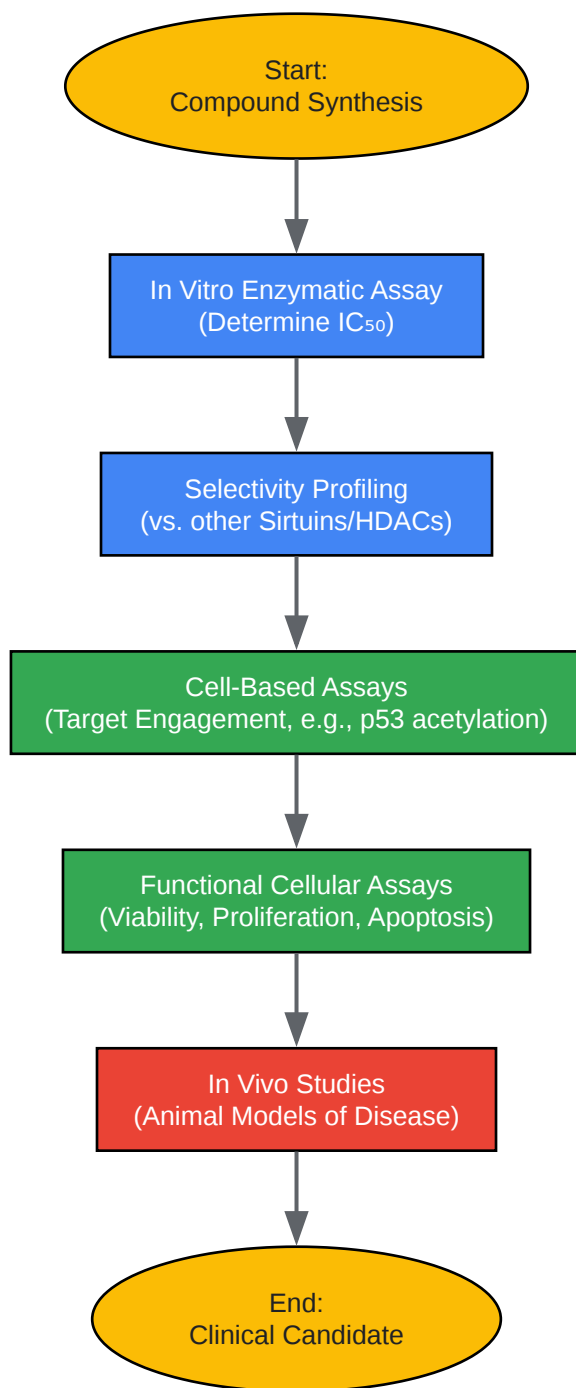 Start:
Compound Synthesis
In Vitro Enzymatic Assay
(Determine IC₅₀)
Selectivity Profiling
(vs. other Sirtuins/HDACs)
Cell-Based Assays
(Target Engagement, e.g., p53 acetylation)
Functional Cellular Assays
(Viability, Proliferation, Apoptosis)
In Vivo Studies
(Animal Models of Disease)
End:
Clinical Candidate